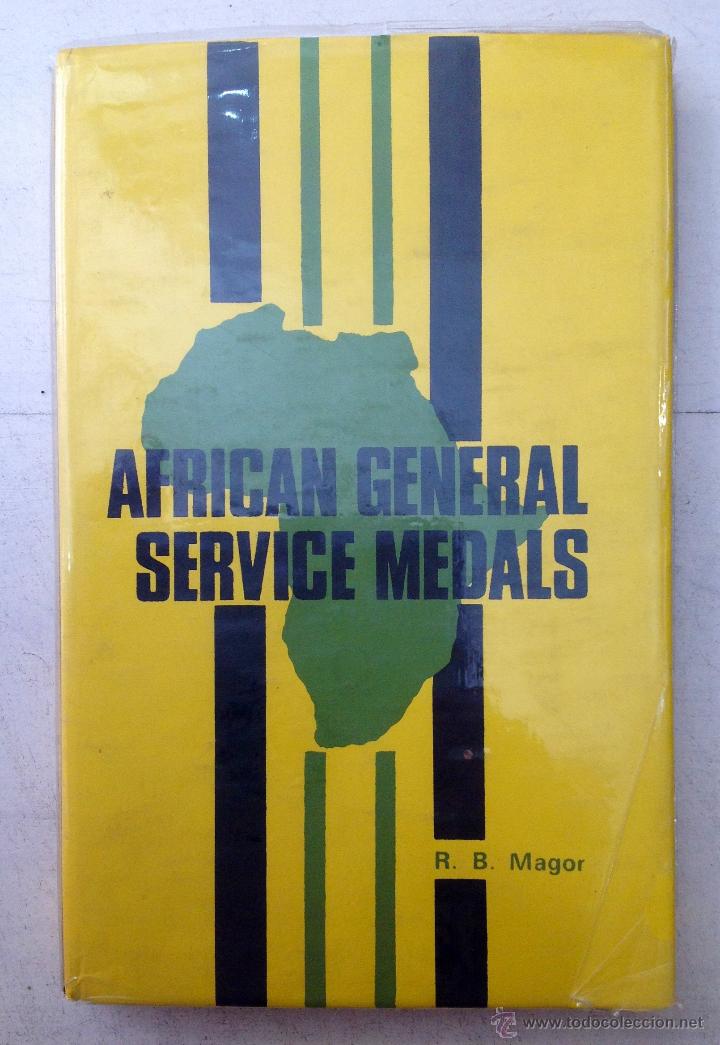 AFRICAN GENERAL
SERVICE MEDALS
R. B. Magor
www.todocoleccion.net